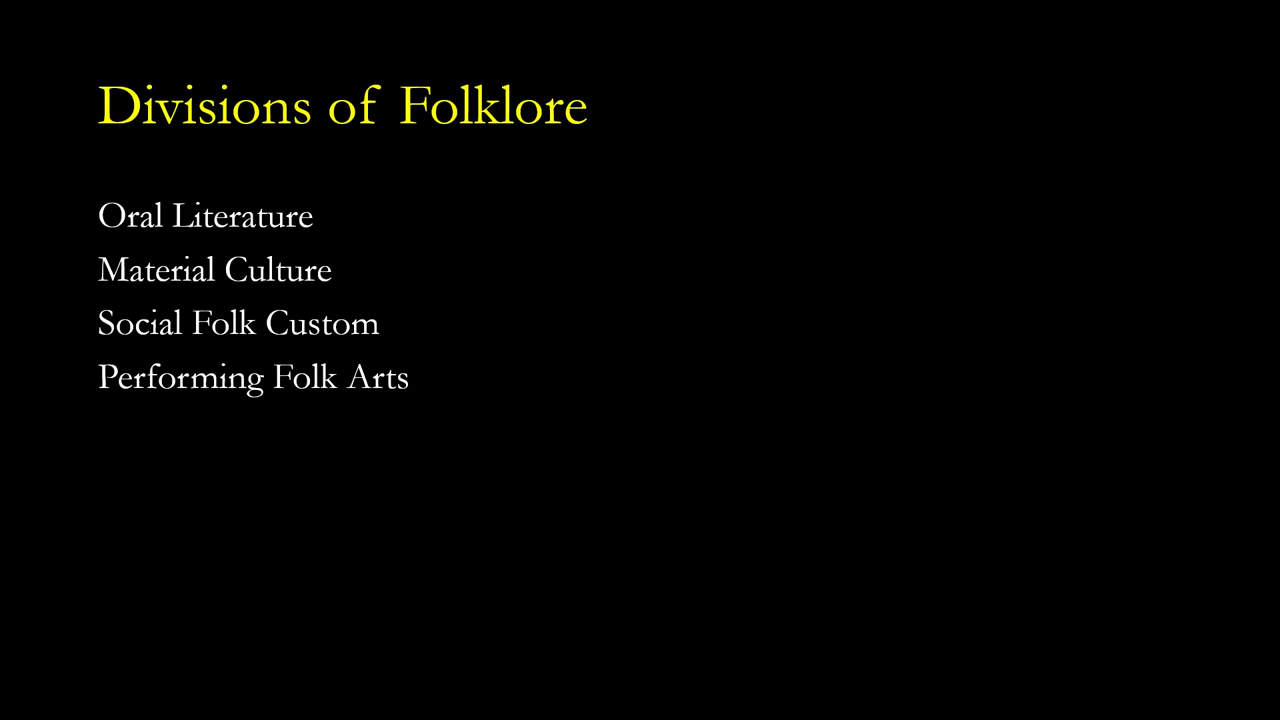 Divisions of Folklore
Oral Literature
Material Culture
Social Folk Custom
Performing Folk Arts